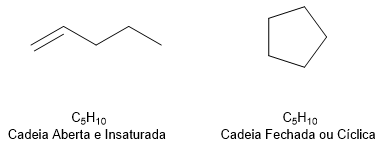 C₅H₁₀
Cadeia Aberta e Insaturada
C₅H₁₀
Cadeia Fechada ou Cíclica